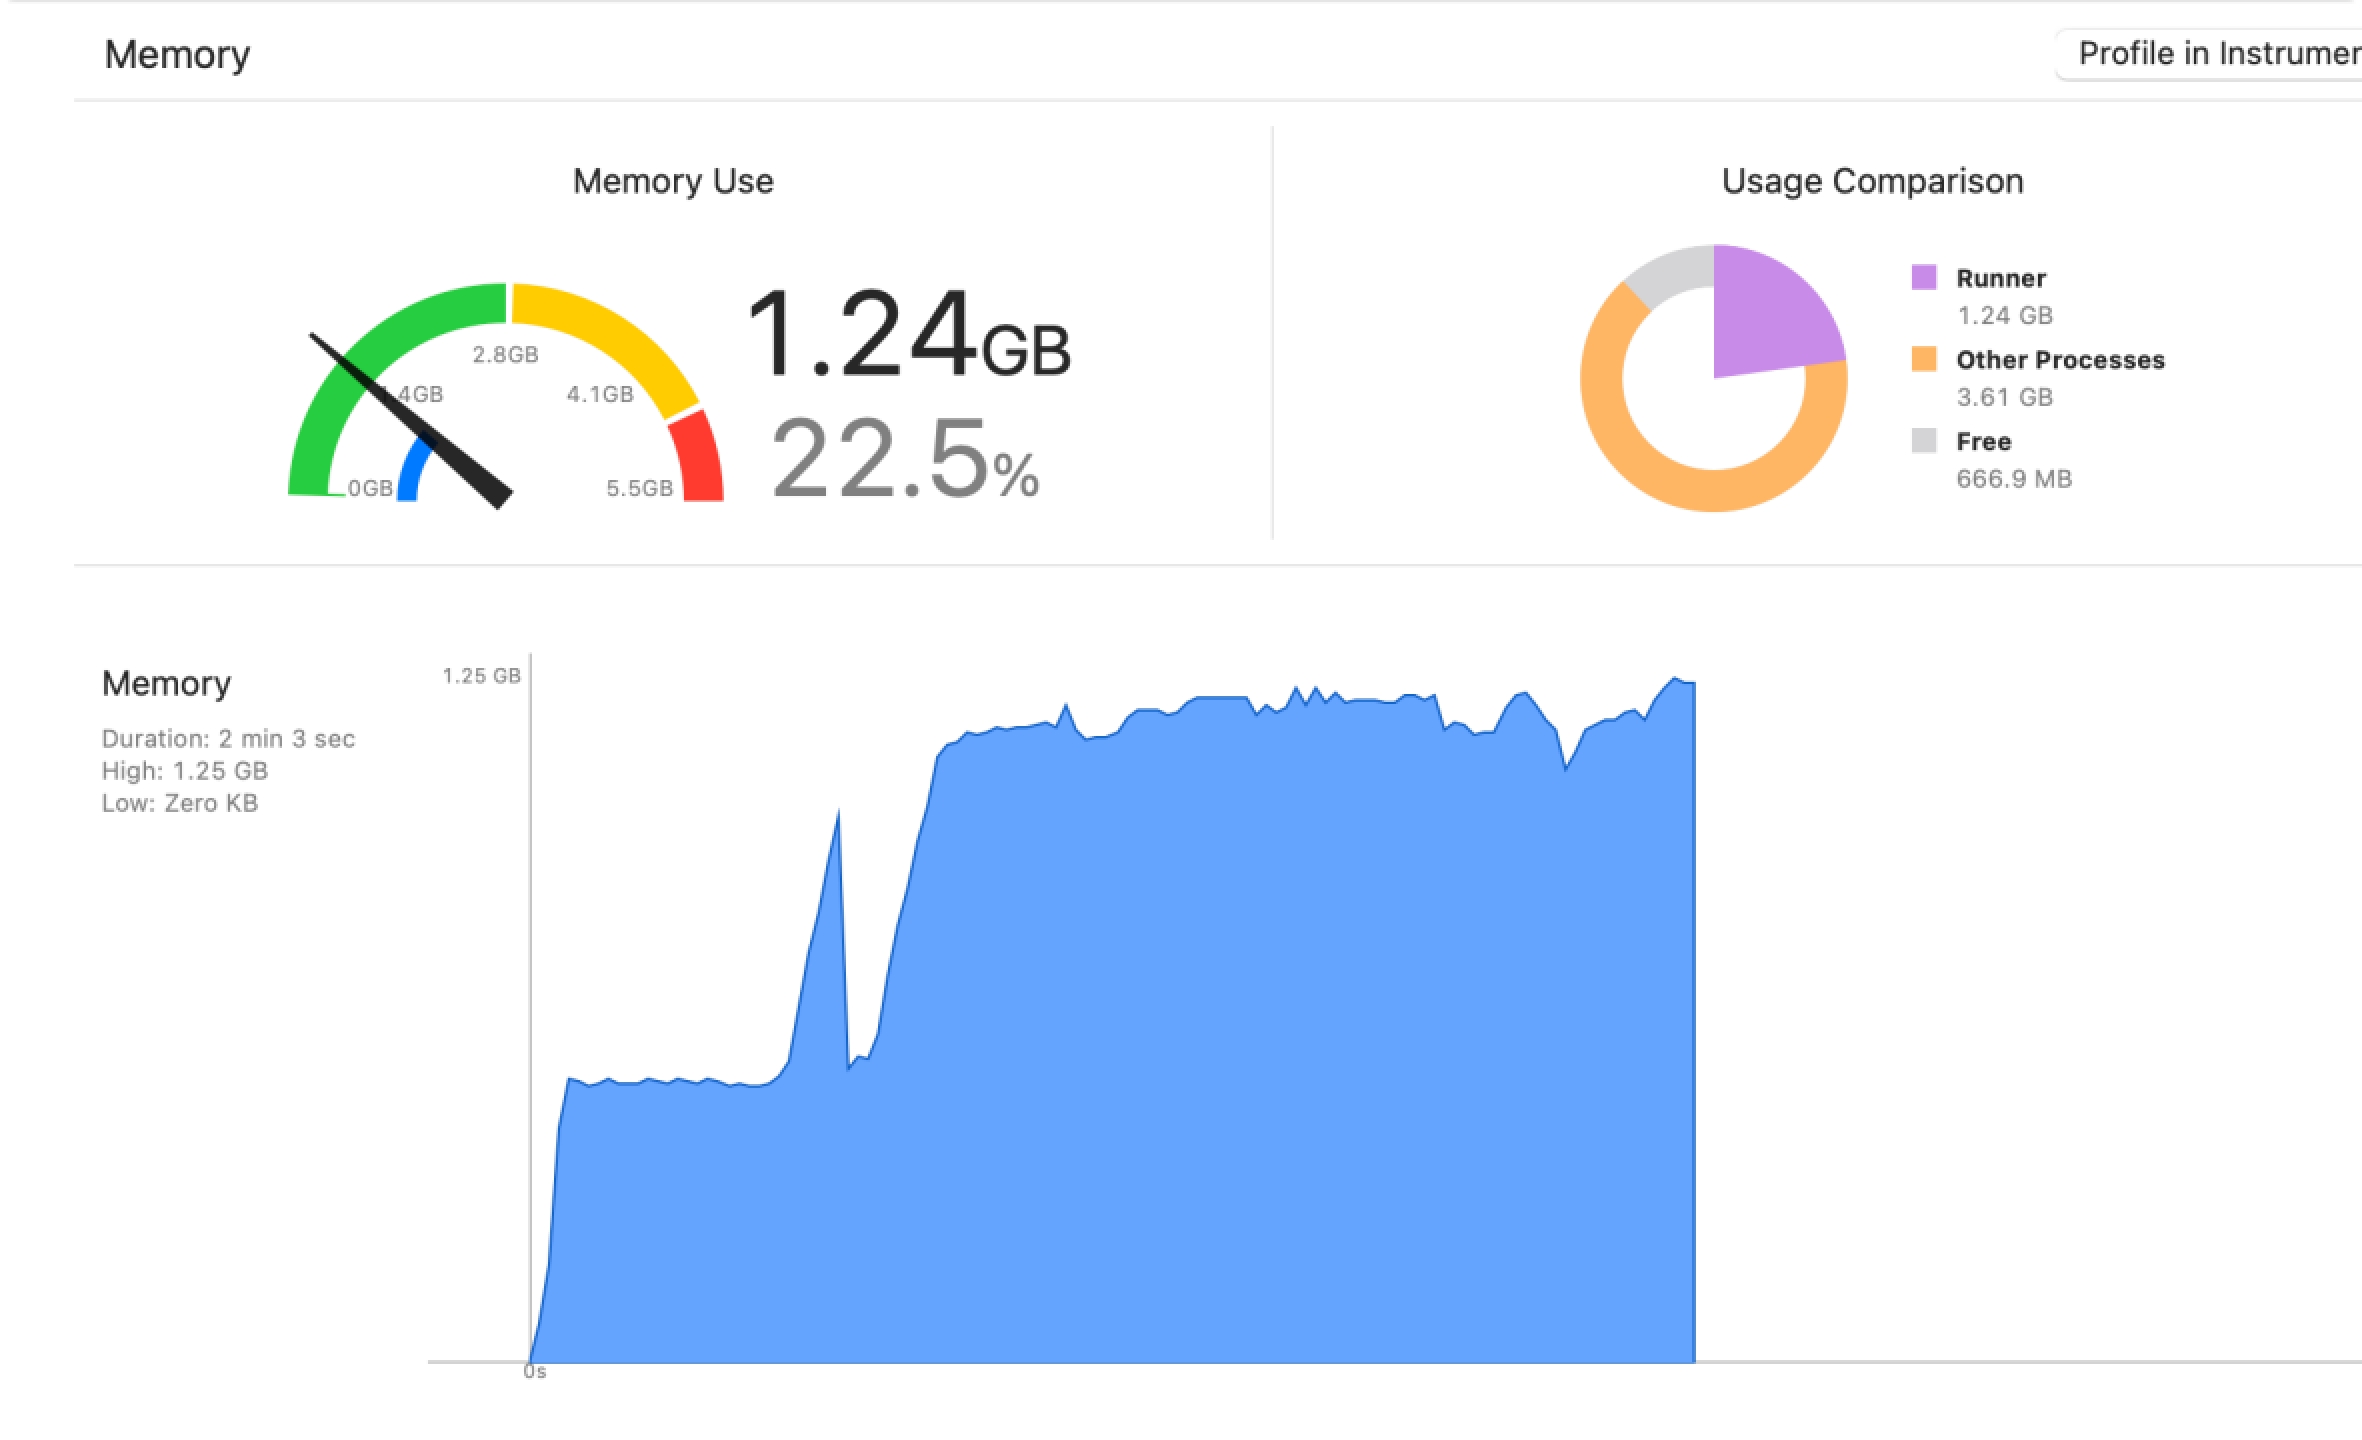 Memory
Profile in Instrumen
Memory Use
Usage Comparison
1.24GB
22.5%
0GB
4GB
2.8GB
4.1GB
5.5GB
Runner
1.24 GB
Other Processes
3.61 GB
Free
666.9 MB
Memory
Duration: 2 min 3 sec
High: 1.25 GB
Low: Zero KB
1.25 GB
0s